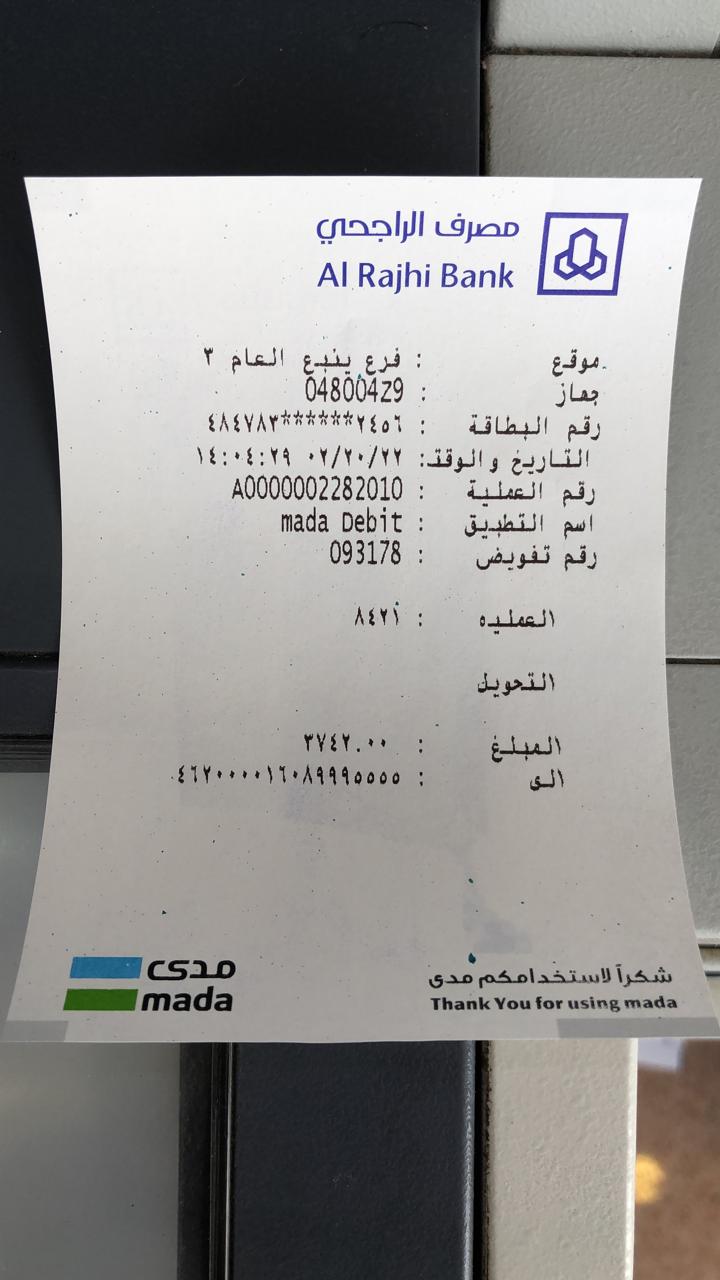 مصرف الراجحي
Al Rajhi Bank
موقع : فرع ينبع العام ٣
جهاز : 048004Z9
رقم البطاقة : ٤٨٤٧٨٣******٢٤٥٦
التاريخ والوقت: ٠٢/٢٠/٢٢ ١٤:٠٤:٢٩
رقم العملية : A0000002282010
اسم التطبيق : mada Debit
رقم تفويض : 093178
العمليه : ٨٤٢١
التحويل
المبلغ : ٣٧٤٢.٠٠
الى : ٤٦٢٠٠٠٠١٦٠٨٩٩٩٥٥٥٥
شكراً لاستخدامكم مدى
Thank You for using mada
مدى
mada